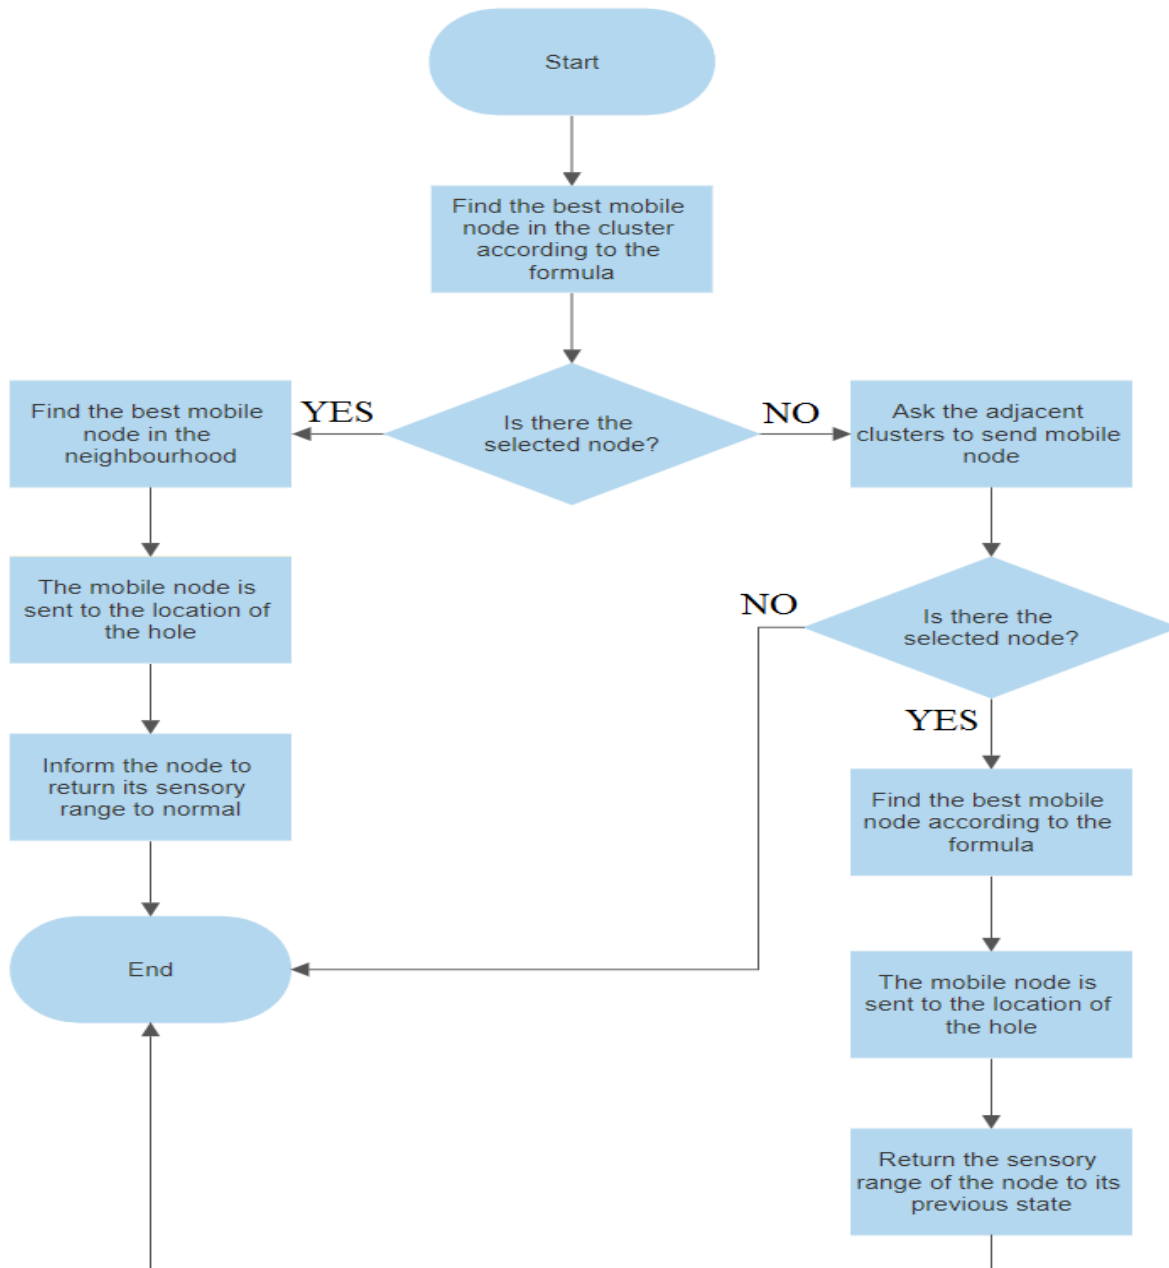 Start
Find the best mobile
node in the cluster
according to the
formula
Is there the
selected node?
YES
NO
Find the best mobile
node in the
neighbourhood
Ask the adjacent
clusters to send mobile
node
The mobile node is
sent to the location of
the hole
Is there the
selected node?
NO
YES
Inform the node to
return its sensory
range to normal
Find the best mobile
node according to the
formula
End
The mobile node is
sent to the location of
the hole
Return the sensory
range of the node to its
previous state